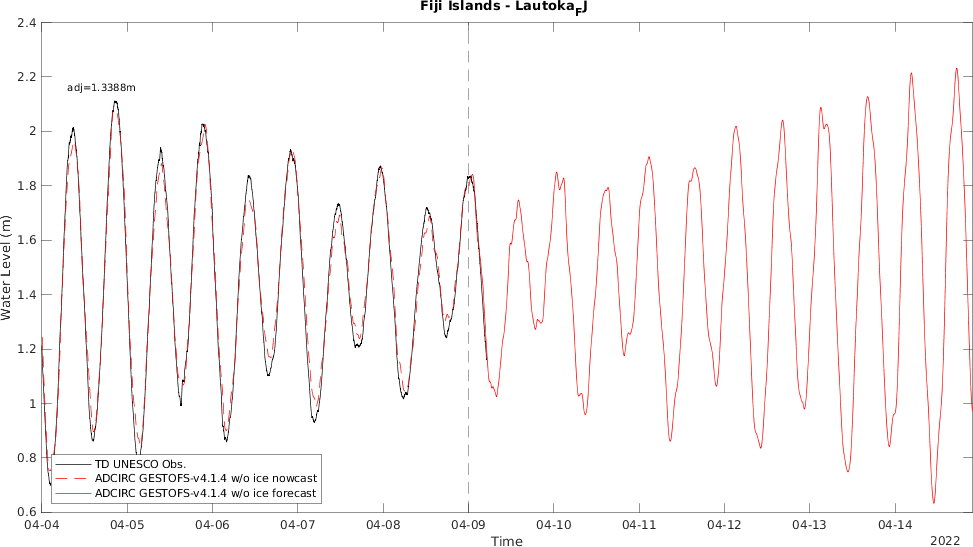 Fiji Islands - Lautoka_FJ
adj=1.3388m
Water Level (m)
2.4
2.2
2
1.8
1.6
1.4
1.2
1
0.8
0.6
TD UNESCO Obs.
ADCIRC GESTOFS-v4.1.4 w/o ice nowcast
ADCIRC GESTOFS-v4.1.4 w/o ice forecast
04-04 04-05 04-06 04-07 04-08 04-09 04-10 04-11 04-12 04-13 04-14
Time
2022